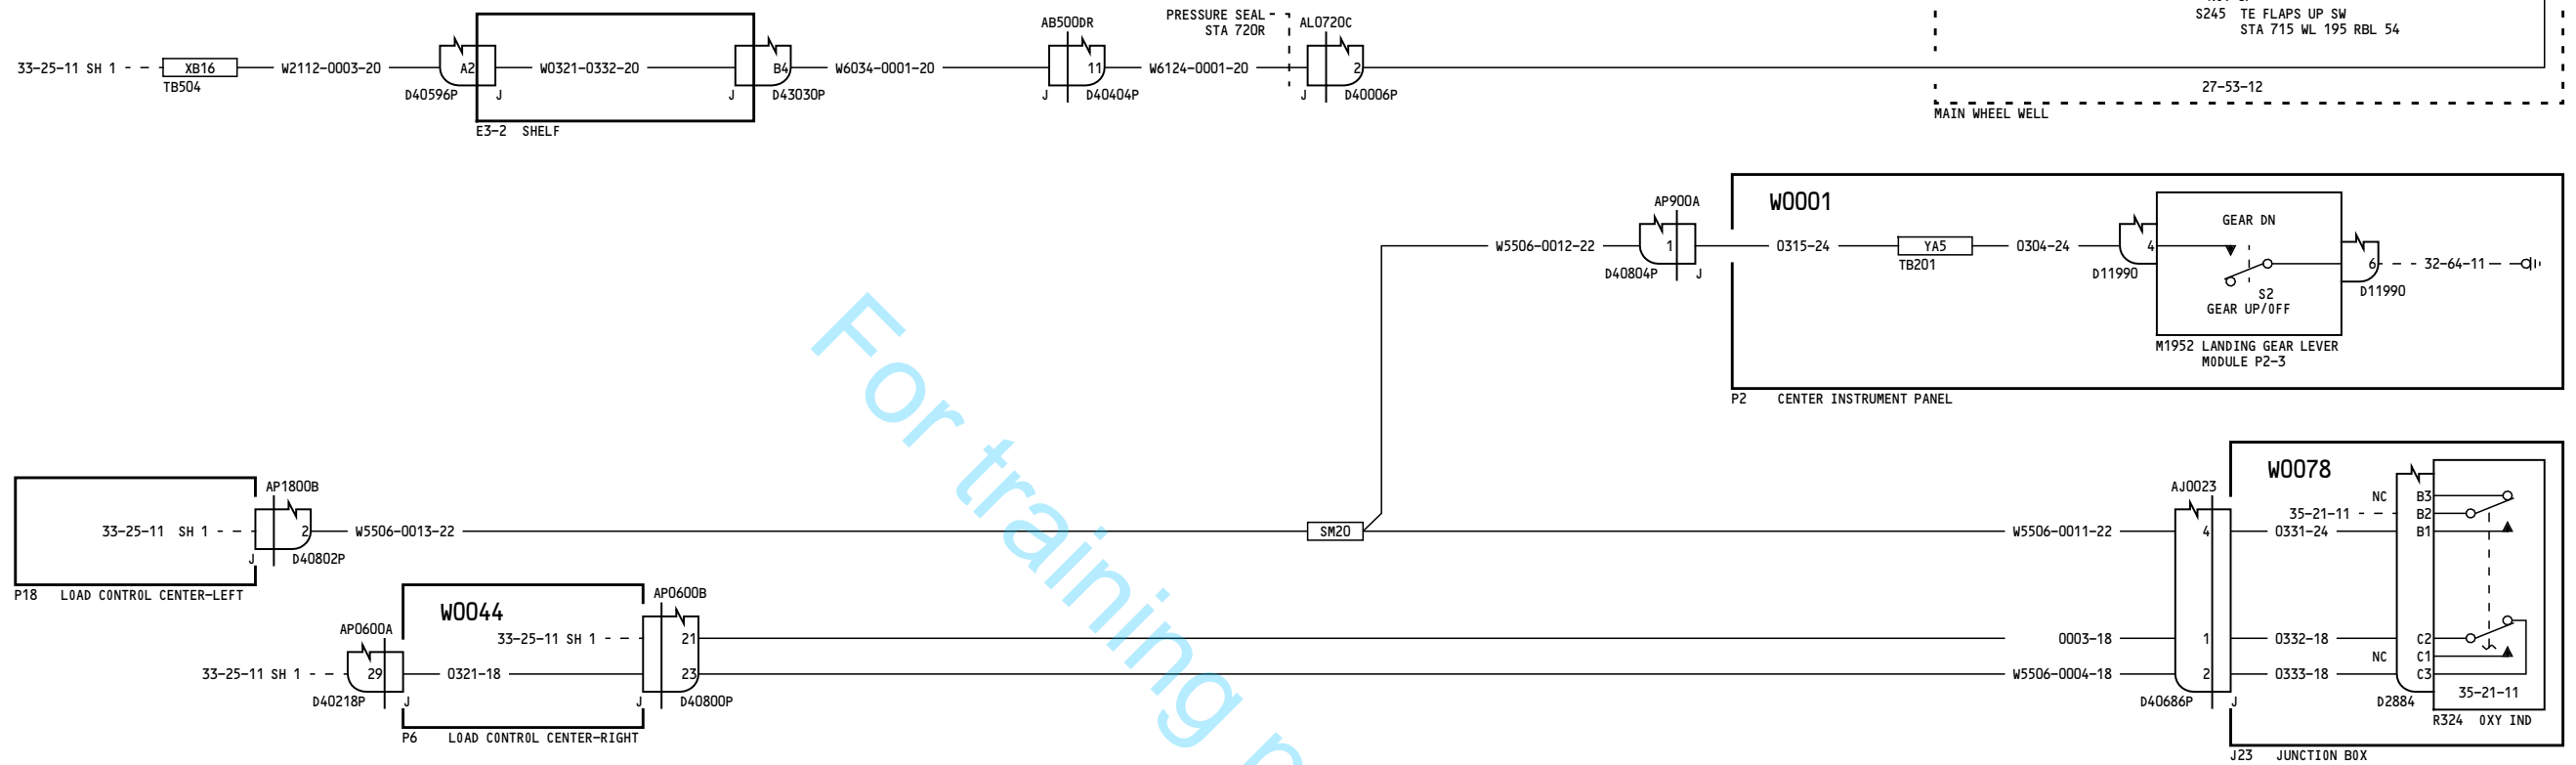 S245 TE FLAPS UP SW
STA 715 WL 195 RBL 54
PRESSURE SEAL
STA 720R
AB500DR
AL0720C
33-25-11 SH 1
XB16
TB504
W2112-0003-20
A2
D40596P
J
W0321-0332-20
B4
J
D43030P
W6034-0001-20
11
J
D40404P
W6124-0001-20
2
J
D40006P
27-53-12
MAIN WHEEL WELL
E3-2 SHELF
AP900A
W0001
W5506-0012-22
1
D40804P
J
0315-24
YA5
TB201
0304-24
4
D11990
GEAR DN
S2
GEAR UP/OFF
6
D11990
32-64-11
M1952 LANDING GEAR LEVER
MODULE P2-3
P2 CENTER INSTRUMENT PANEL
AP1800B
33-25-11 SH 1
2
J
D40802P
W5506-0013-22
SM20
W5506-0011-22
P18 LOAD CONTROL CENTER-LEFT
AJ0023
W0078
4
0331-24
NC
B3
35-21-11
B2
B1
AP0600B
W0044
AP0600A
33-25-11 SH 1
21
0003-18
1
0332-18
C2
NC
C1
33-25-11 SH 1
29
0321-18
23
W5506-0004-18
2
0333-18
C3
35-21-11
D40218P
J
J
D40800P
D40686P
J
D2884
R324 OXY IND
P6 LOAD CONTROL CENTER-RIGHT
J23 JUNCTION BOX
For training